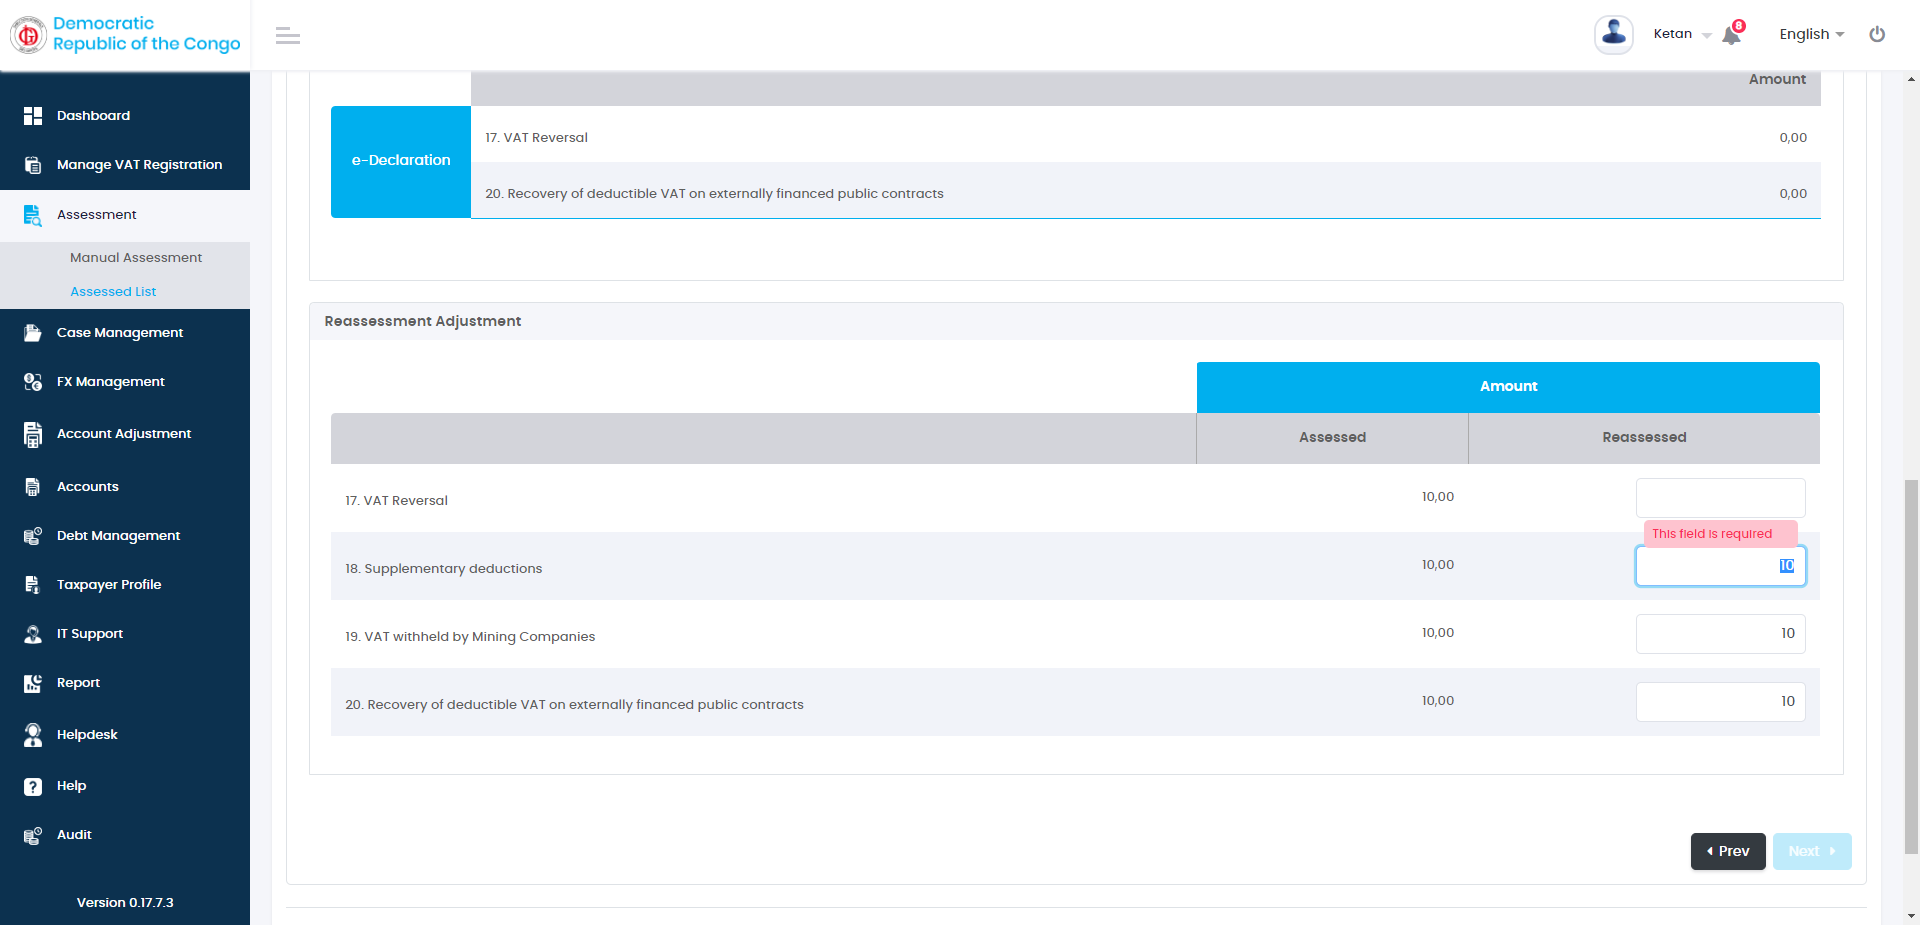 Democratic
Republic of the Congo
Ketan
8
English
Dashboard
Manage VAT Registration
Assessment
Manual Assessment
Assessed List
Case Management
FX Management
Account Adjustment
Accounts
Debt Management
Taxpayer Profile
IT Support
Report
Helpdesk
Help
Audit
Version 0.17.7.3
Amount
e-Declaration
17. VAT Reversal 0,00
20. Recovery of deductible VAT on externally financed public contracts 0,00
Reassessment Adjustment
Amount
Assessed Reassessed
17. VAT Reversal 10,00
This field is required
18. Supplementary deductions 10,00 10
19. VAT withheld by Mining Companies 10,00 10
20. Recovery of deductible VAT on externally financed public contracts 10,00 10
Prev Next